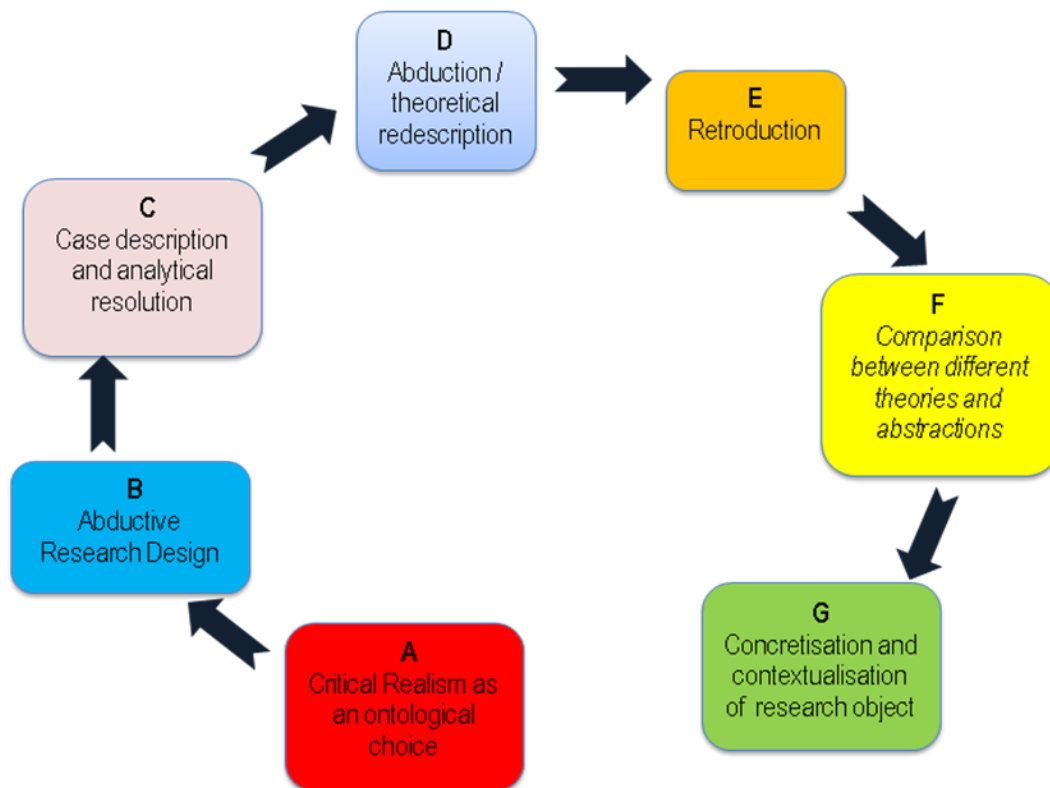 A
Critical Realism as
an ontological
choice
B
Abductive
Research Design
C
Case description
and analytical
resolution
D
Abduction /
theoretical
redescription
E
Retroduction
F
Comparison
between different
theories and
abstractions
G
Concretisation and
contextualisation
of research object